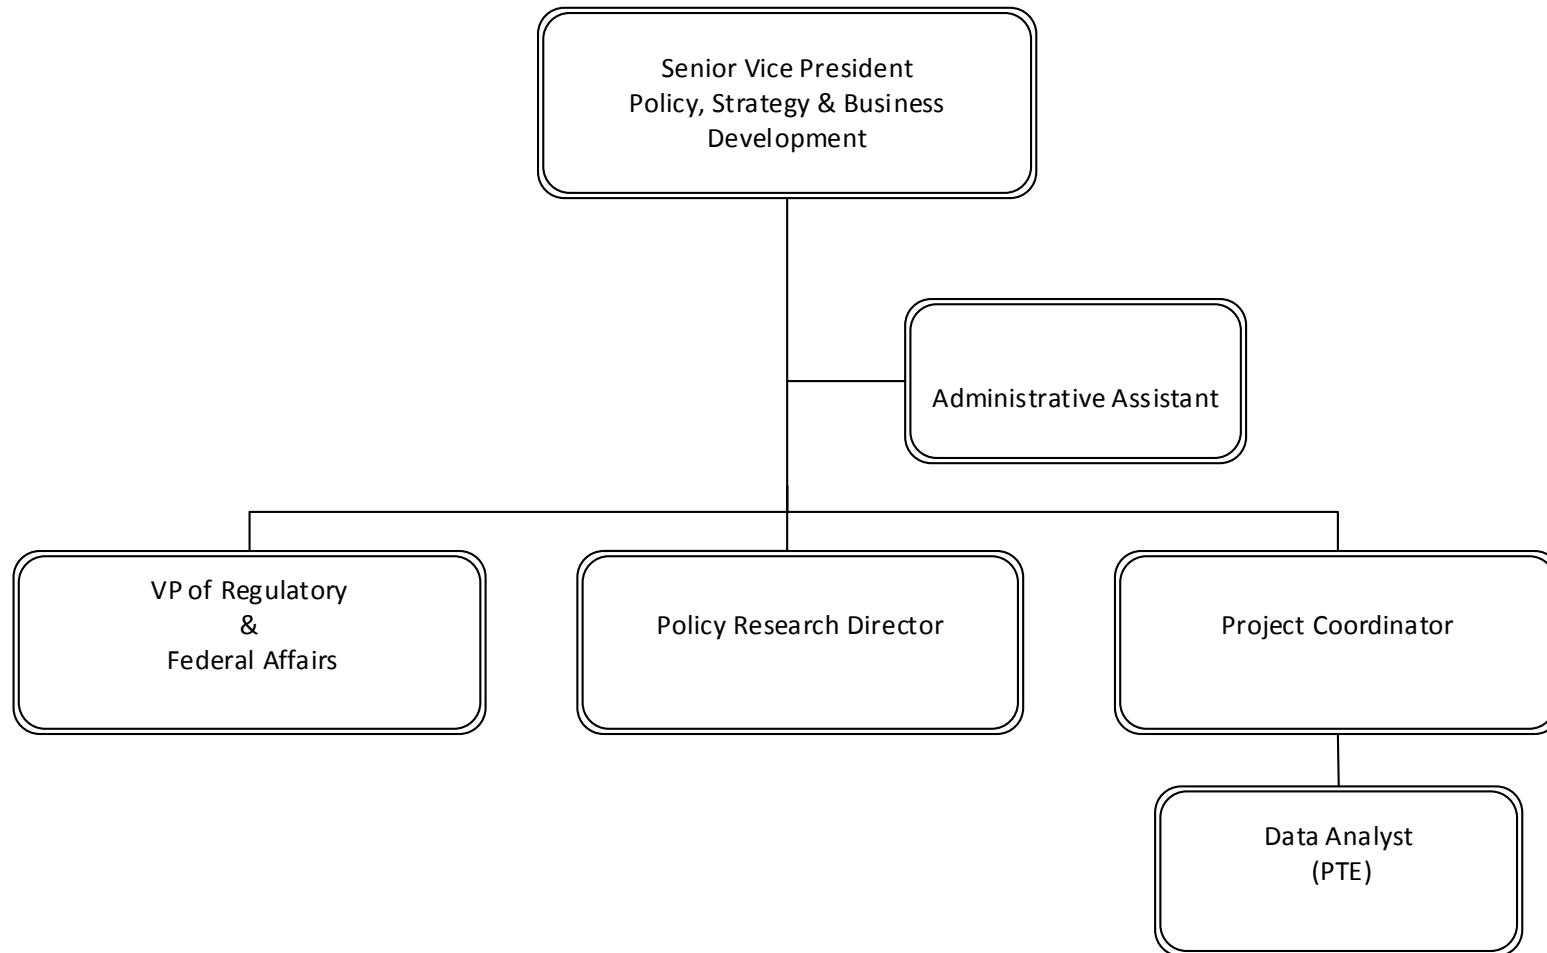 Senior Vice President
Policy, Strategy & Business
Development
Administrative Assistant
VP of Regulatory
&
Federal Affairs
Policy Research Director
Project Coordinator
Data Analyst
(PTE)